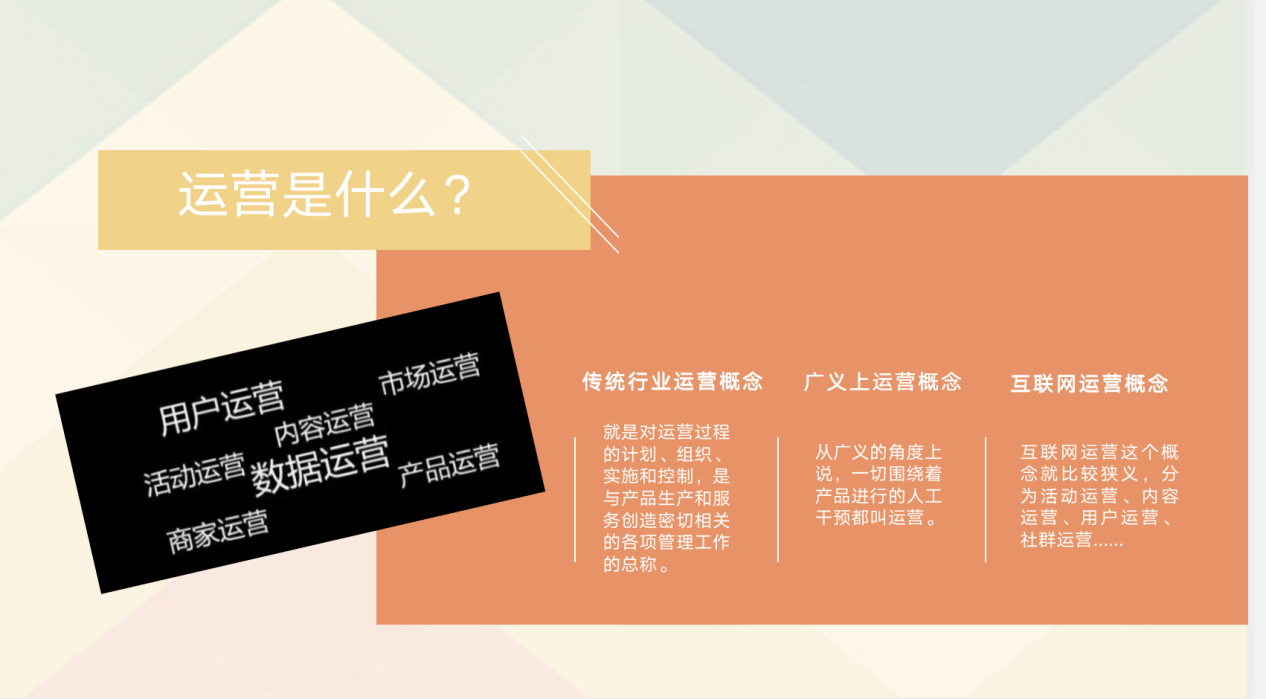 运营是什么?
市场运营
用户运营
内容运营
活动运营
数据运营
产品运营
商家运营
传统行业运营概念
就是对运营过程
的计划、组织、
实施和控制，是
与产品生产和服
务创造密切相关
的各项管理工作
的总称。
广义上运营概念
从广义的角度上
说，一切围绕着
产品进行的人工
干预都叫运营。
互联网运营概念
互联网运营这个概
念就比较狭义，分
为活动运营、内容
运营、用户运营、
社群运营......